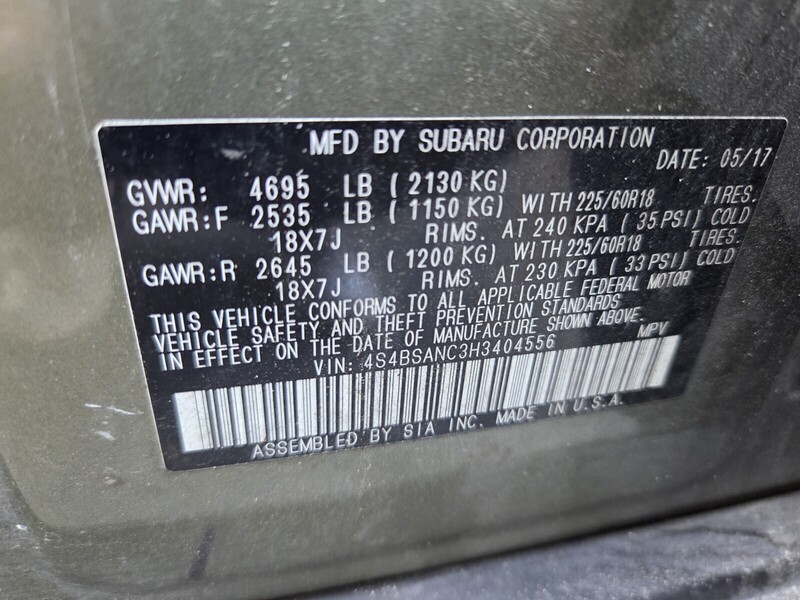 MFD BY SUBARU CORPORATION
DATE: 05/17
GVWR: 4695 LB ( 2130 KG)
GAWR:F 2535 LB ( 1150 KG) WITH 225/60R18 TIRES.
18X7J RIMS. AT 240 KPA ( 35 PSI) COLD
GAWR:R 2645 LB ( 1200 KG) WITH 225/60R18 TIRES.
18X7J RIMS. AT 230 KPA ( 33 PSI) COLD
THIS VEHICLE CONFORMS TO ALL APPLICABLE FEDERAL MOTOR
VEHICLE SAFETY AND THEFT PREVENTION STANDARDS
IN EFFECT ON THE DATE OF MANUFACTURE SHOWN ABOVE.
VIN: 4S4BSANC3H3404556 MPV
ASSEMBLED BY SIA INC. MADE IN U.S.A.